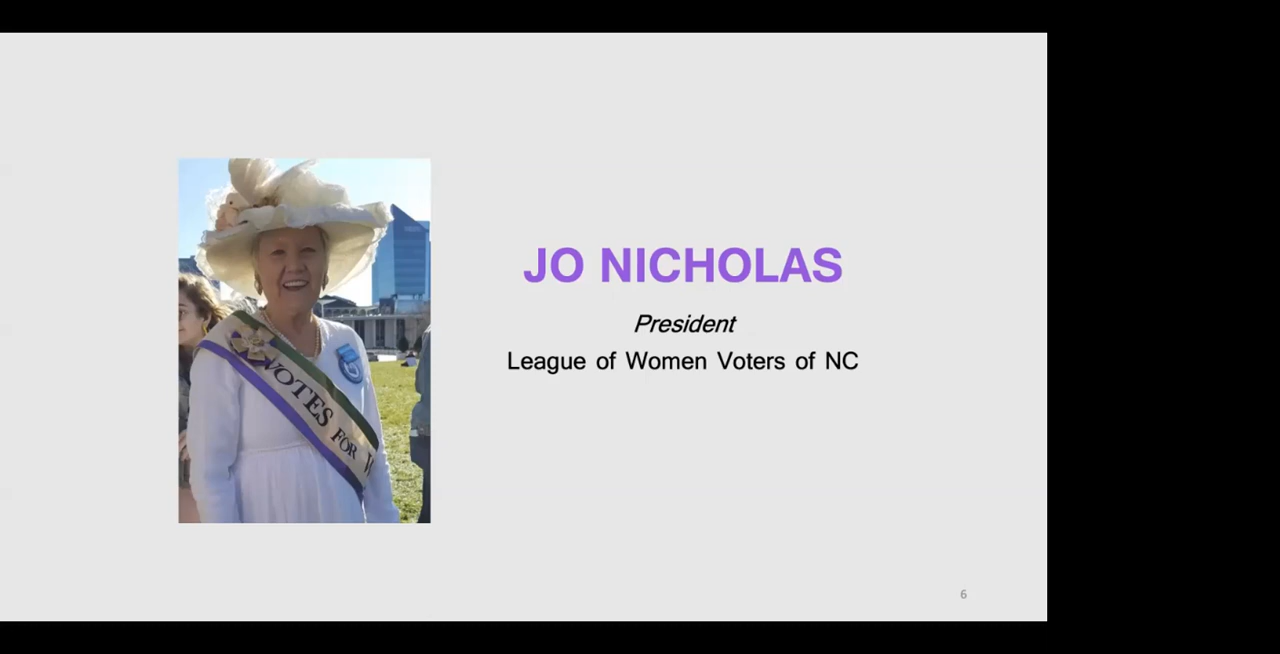 JO NICHOLAS
President
League of Women Voters of NC
VOTES FOR
6